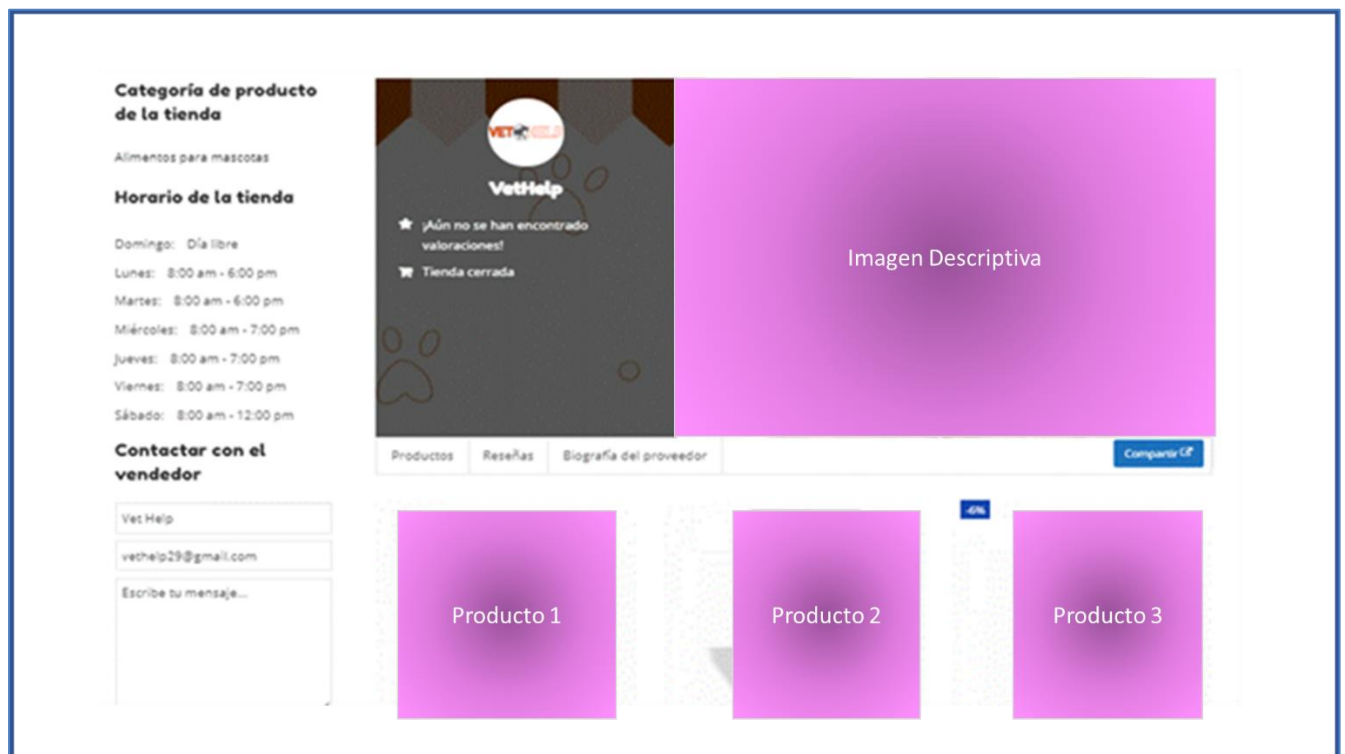 Categoría de producto
de la tienda
Alimentos para mascotas
Horario de la tienda
Domingo: Día libre
Lunes: 8:00 am - 6:00 pm
Martes: 8:00 am - 6:00 pm
Miércoles: 8:00 am - 7:00 pm
Jueves: 8:00 am - 7:00 pm
Viernes: 8:00 am - 7:00 pm
Sábado: 8:00 am - 12:00 pm
Contactar con el
vendedor
Vet Help
vethelp29@gmail.com
Escribe tu mensaje...
VET HELP
VetHelp
¡Aún no se han encontrado
valoraciones!
Tienda cerrada
Imagen Descriptiva
Productos Reseñas Biografía del proveedor Compartir
-6%
Producto 1 Producto 2 Producto 3